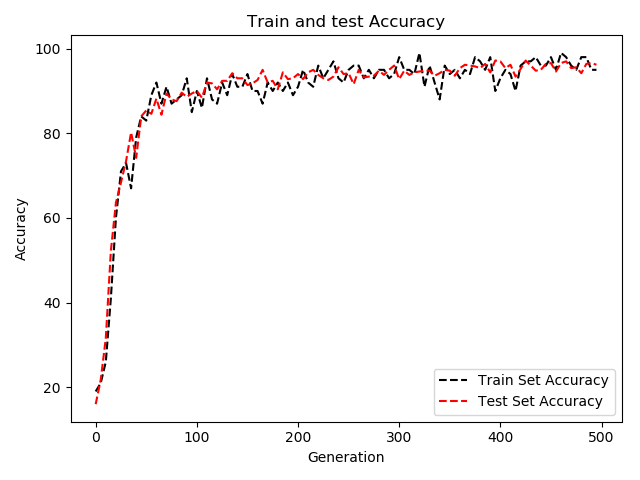 Train and test Accuracy
Accuracy
100
80
60
40
20
0
100
200
300
400
500
Generation
Train Set Accuracy
Test Set Accuracy